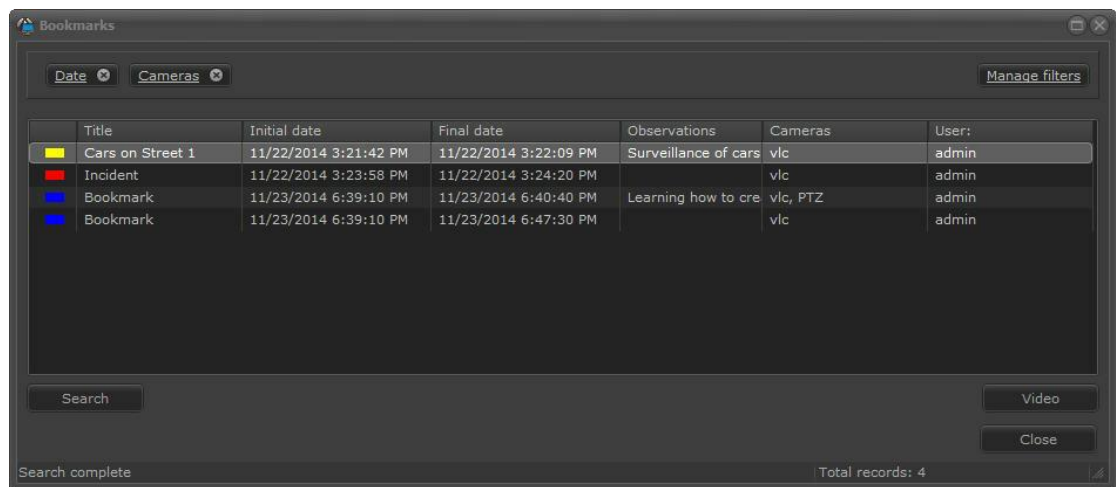 Bookmarks
Date Cameras Manage filters
Title Initial date Final date Observations Cameras User:
Cars on Street 1 11/22/2014 3:21:42 PM 11/22/2014 3:22:09 PM Surveillance of cars vlc admin
Incident 11/22/2014 3:23:58 PM 11/22/2014 3:24:20 PM vlc admin
Bookmark 11/23/2014 6:39:10 PM 11/23/2014 6:40:40 PM Learning how to cre vlc, PTZ admin
Bookmark 11/23/2014 6:39:10 PM 11/23/2014 6:47:30 PM vlc admin
Search Video
Close
Search complete Total records: 4